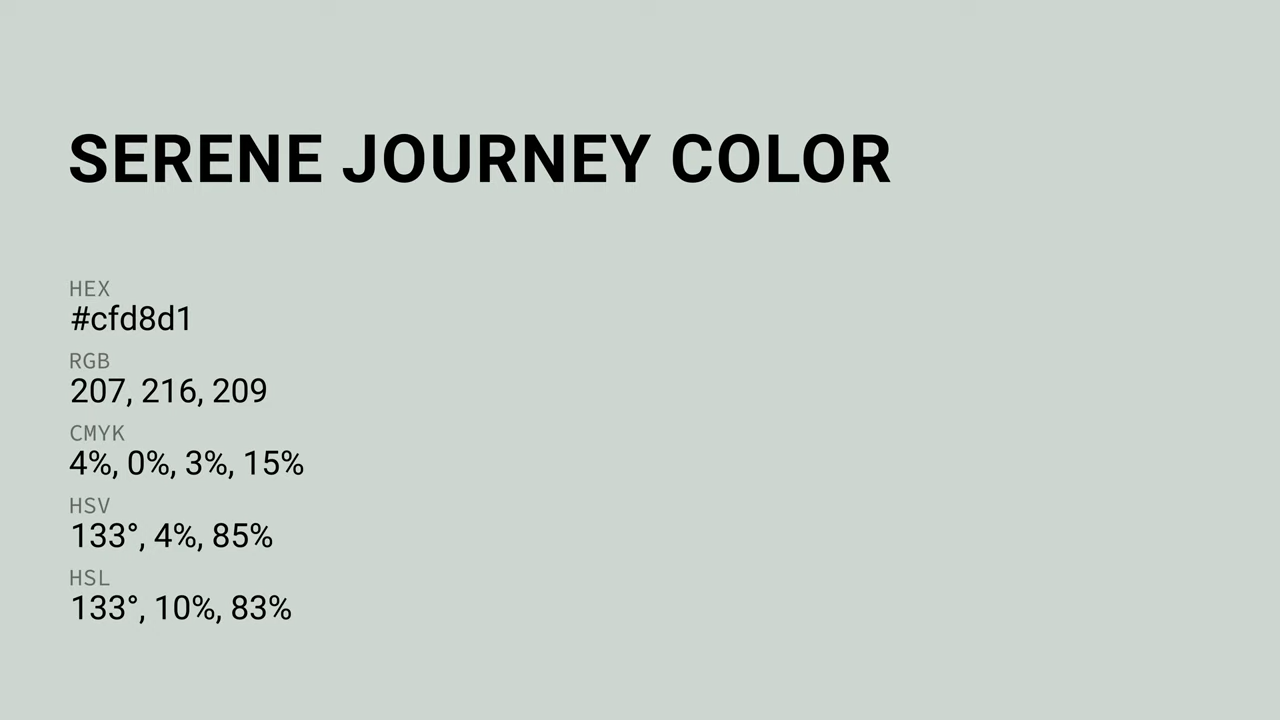 SERENE JOURNEY COLOR
HEX
#cfd8d1
RGB
207, 216, 209
CMYK
4%, 0%, 3%, 15%
HSV
133°, 4%, 85%
HSL
133°, 10%, 83%